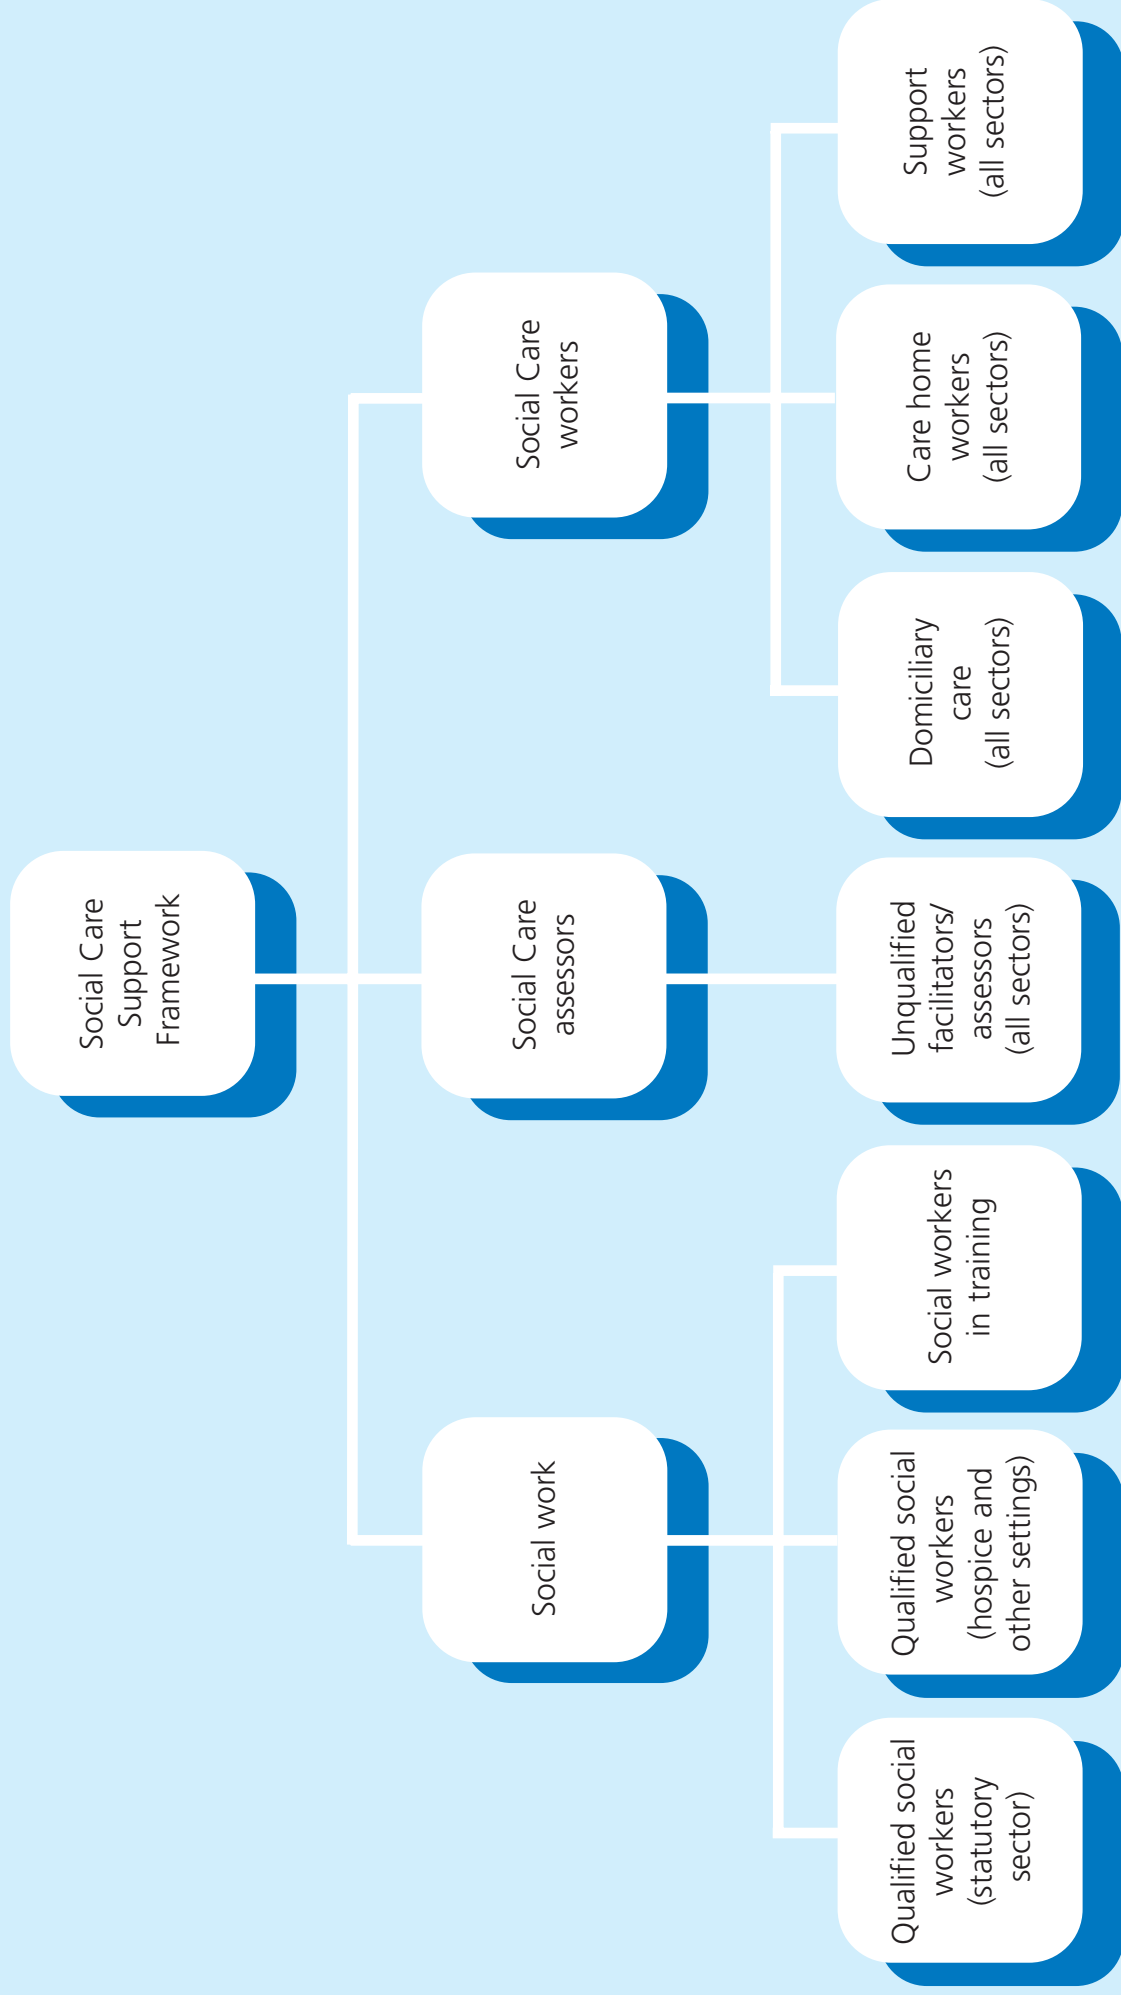 Social Care
Support
Framework
Social work
Social Care
assessors
Social Care
workers
Qualified social
workers
(statutory
sector)
Qualified social
workers
(hospice and
other settings)
Social workers
in training
Unqualified
facilitators/
assessors
(all sectors)
Domiciliary
care
(all sectors)
Care home
workers
(all sectors)
Support
workers
(all sectors)